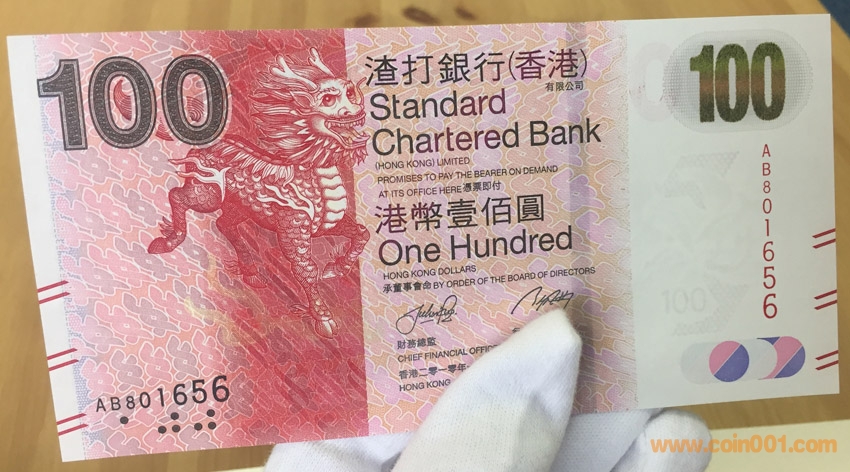 100
渣打銀行(香港)
有限公司
Standard
Chartered Bank
(HONG KONG) LIMITED
PROMISES TO PAY THE BEARER ON DEMAND
AT ITS OFFICE HERE 憑票即付
港幣壹佰圓
One Hundred
HONG KONG DOLLARS
承董事會命 BY ORDER OF THE BOARD OF DIRECTORS
財務總監
CHIEF FINANCIAL
香港二零一零年
HONG KONG
100
AB801656
100
AB801656
www.coin001.com